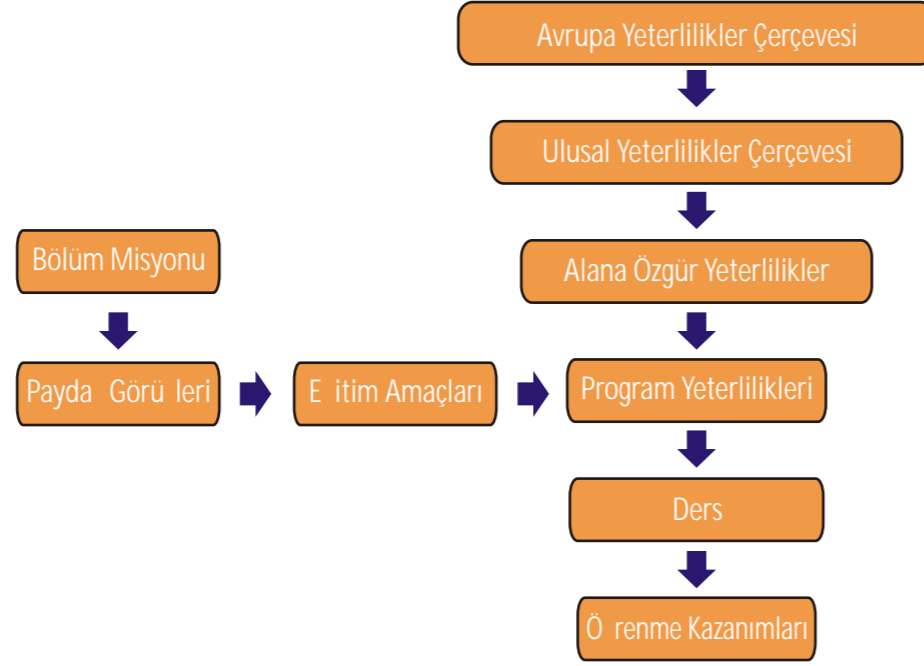 Avrupa Yeterlilikler Çerçevesi
Ulusal Yeterlilikler Çerçevesi
Bölüm Misyonu
Alana Özgür Yeterlilikler
Payda Görü leri
E itim Amaçları
Program Yeterlilikleri
Ders
Ö renme Kazanımları